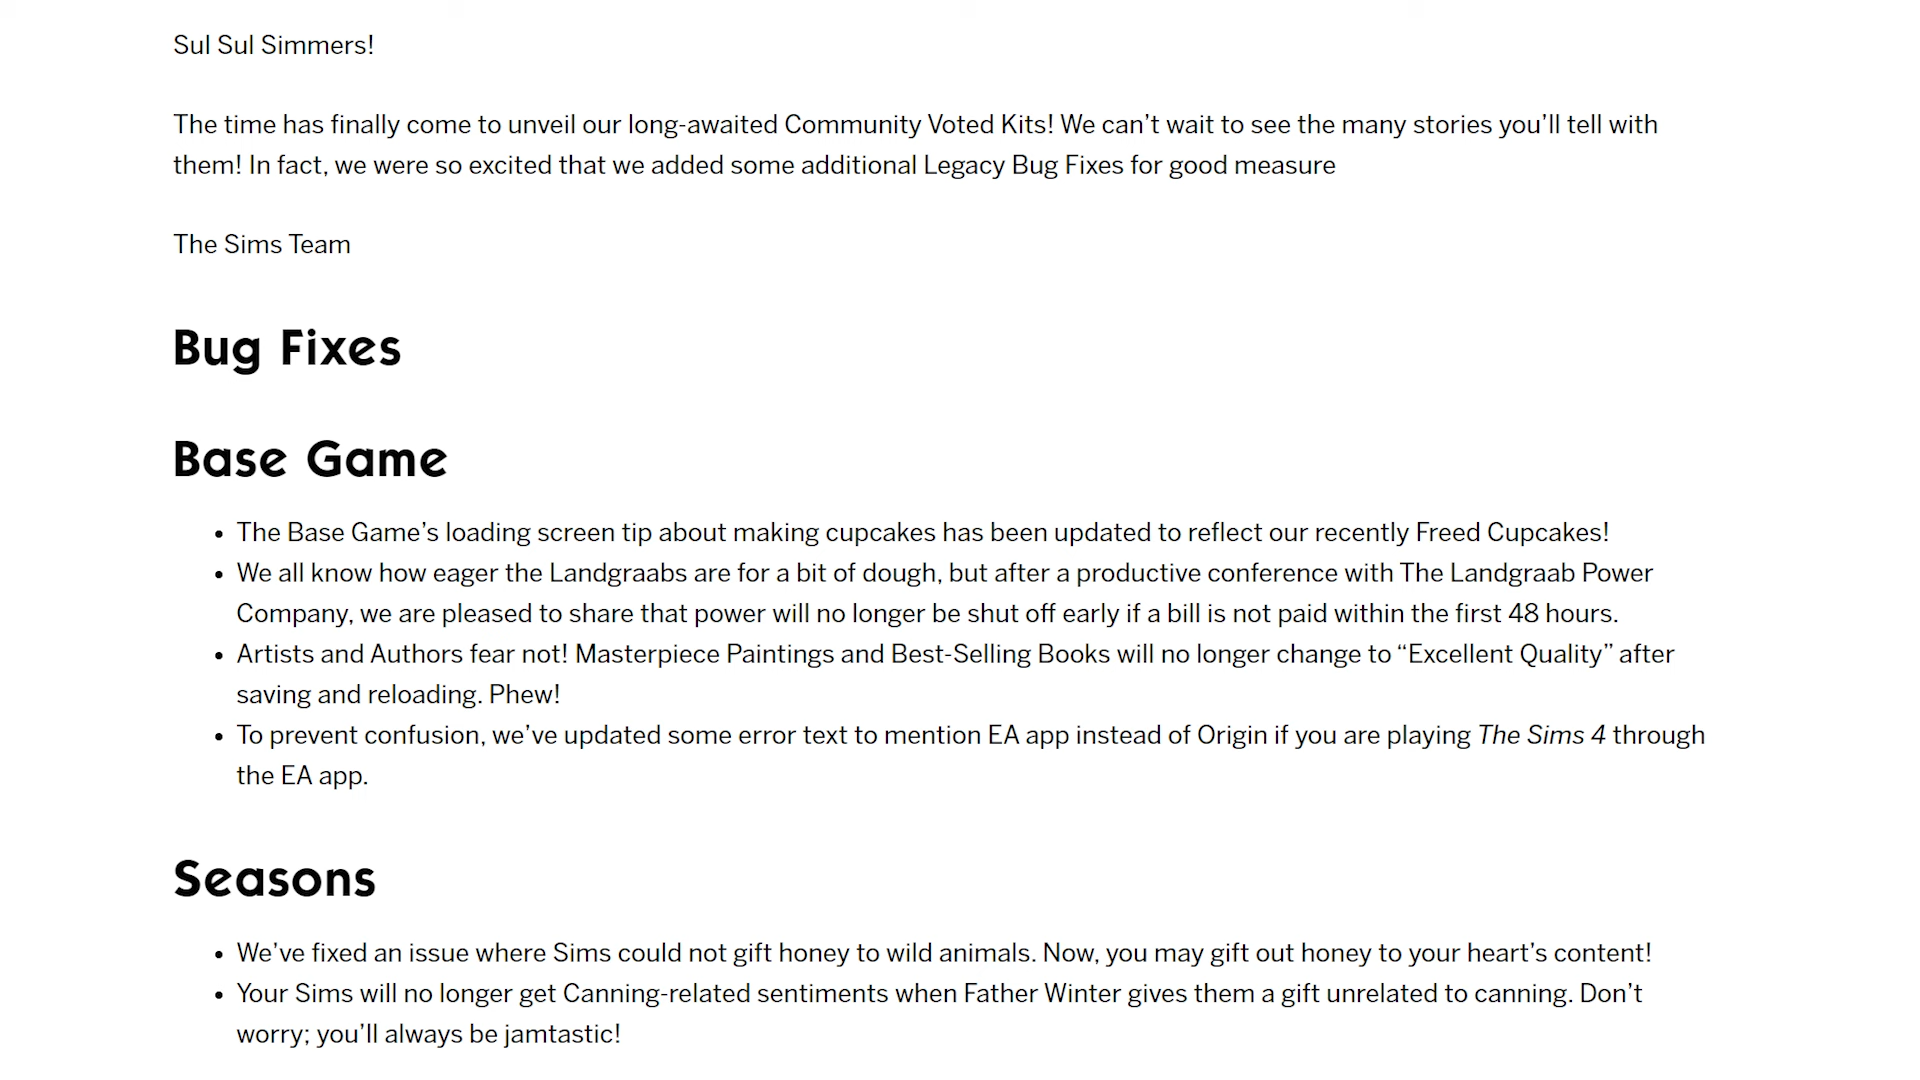 Sul Sul Simmers!
The time has finally come to unveil our long-awaited Community Voted Kits! We can’t wait to see the many stories you’ll tell with
them! In fact, we were so excited that we added some additional Legacy Bug Fixes for good measure
The Sims Team
Bug Fixes
Base Game
• The Base Game’s loading screen tip about making cupcakes has been updated to reflect our recently Freed Cupcakes!
• We all know how eager the Landgraabs are for a bit of dough, but after a productive conference with The Landgraab Power
Company, we are pleased to share that power will no longer be shut off early if a bill is not paid within the first 48 hours.
• Artists and Authors fear not! Masterpiece Paintings and Best-Selling Books will no longer change to “Excellent Quality” after
saving and reloading. Phew!
• To prevent confusion, we’ve updated some error text to mention EA app instead of Origin if you are playing The Sims 4 through
the EA app.
Seasons
• We’ve fixed an issue where Sims could not gift honey to wild animals. Now, you may gift out honey to your heart’s content!
• Your Sims will no longer get Canning-related sentiments when Father Winter gives them a gift unrelated to canning. Don’t
worry; you’ll always be jamtastic!